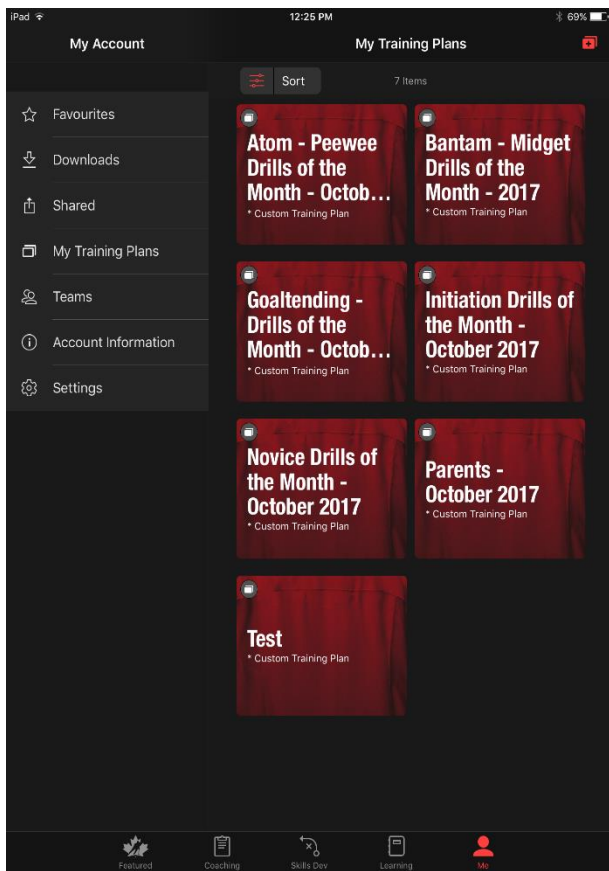 iPad 12:25 PM 69%
My Account
My Training Plans
Sort
7 Items
Favourites
Downloads
Shared
My Training Plans
Teams
Account Information
Settings
Atom - Peewee
Drills of the
Month - Octob...
* Custom Training Plan
Bantam - Midget
Drills of the
Month - 2017
* Custom Training Plan
Goaltending -
Drills of the
Month - Octob...
* Custom Training Plan
Initiation Drills of
the Month -
October 2017
* Custom Training Plan
Novice Drills of
the Month -
October 2017
* Custom Training Plan
Parents -
October 2017
* Custom Training Plan
Test
* Custom Training Plan
Featured
Coaching
Skills Dev
Learning
Me